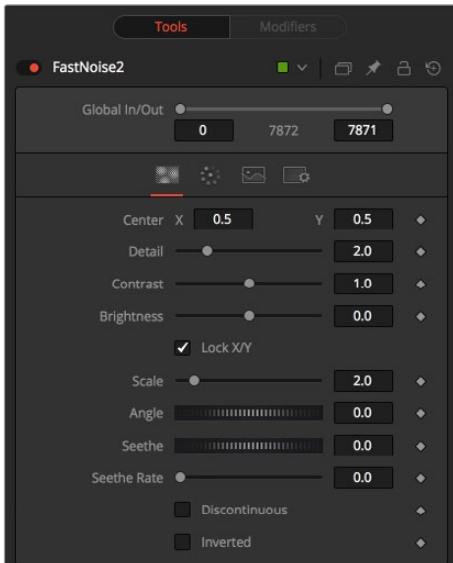 Tools Modifiers
FastNoise2
Global In/Out
0 7872 7871
Center X 0.5 Y 0.5
Detail 2.0
Contrast 1.0
Brightness 0.0
Lock X/Y
Scale 2.0
Angle 0.0
Seethe 0.0
Seethe Rate 0.0
Discontinuous
Inverted